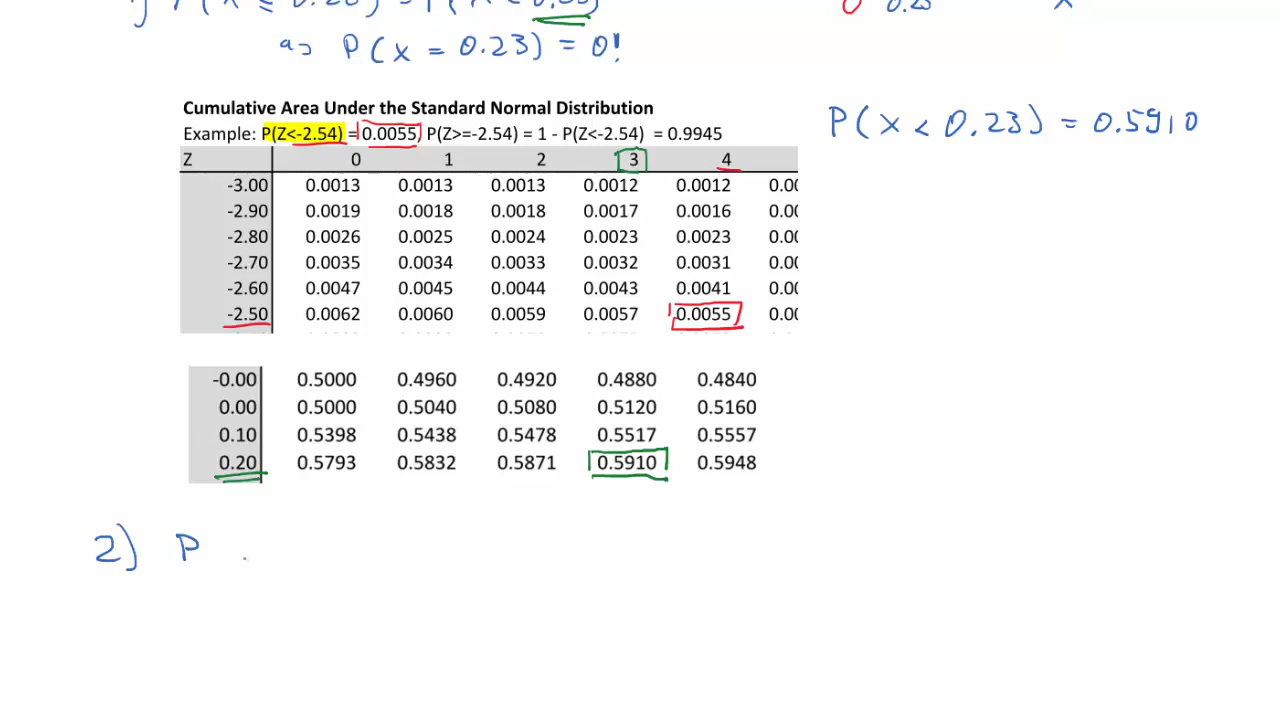 0.23 x
as P(x = 0.23) = 0!
Cumulative Area Under the Standard Normal Distribution
Example: P(Z<-2.54) = 0.0055, P(Z>=-2.54) = 1 - P(Z<-2.54) = 0.9945
P(x < 0.23) = 0.5910
Z 0 1 2 3 4
-3.00 0.0013 0.0013 0.0013 0.0012 0.0012
-2.90 0.0019 0.0018 0.0018 0.0017 0.0016
-2.80 0.0026 0.0025 0.0024 0.0023 0.0023
-2.70 0.0035 0.0034 0.0033 0.0032 0.0031
-2.60 0.0047 0.0045 0.0044 0.0043 0.0041
-2.50 0.0062 0.0060 0.0059 0.0057 0.0055
-0.00 0.5000 0.4960 0.4920 0.4880 0.4840
0.00 0.5000 0.5040 0.5080 0.5120 0.5160
0.10 0.5398 0.5438 0.5478 0.5517 0.5557
0.20 0.5793 0.5832 0.5871 0.5910 0.5948
2) P